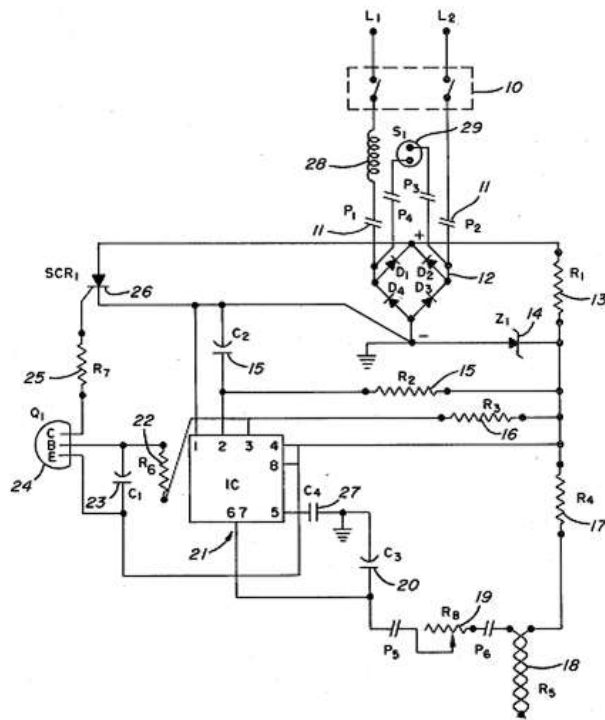 L1 L2
10
S1 29
28
11 P1 P4 P3 P2 11
+
SCR1 26 D1 D2 12 R1 13
D4 D3
C2 - Z1 14
25 R7 15
R2 15
Q1 22 R3 16
C B E R6 1 2 3 4
24 23 C1 IC 8 C4 27 R4 17
6 7 5
21 C3 20
R8 19
P5 P6 18
R5